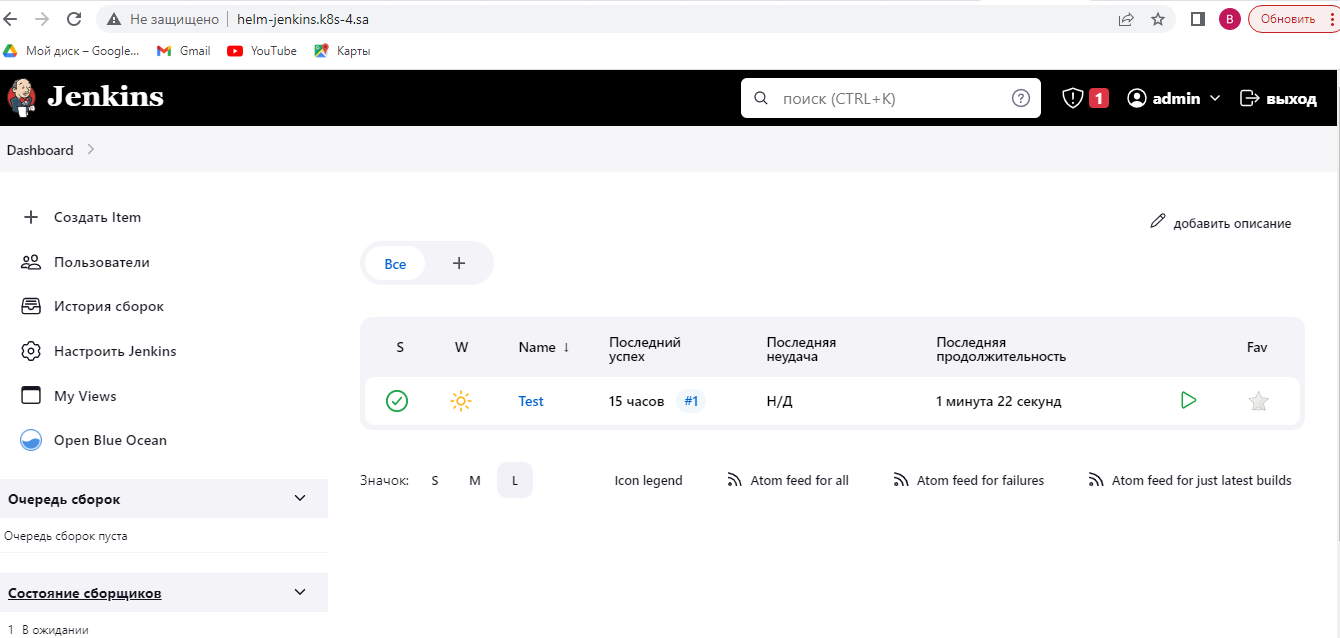 Не защищено helm-jenkins.k8s-4.sa В Обновить
Мой диск – Google... Gmail YouTube Карты
Jenkins поиск (CTRL+K) ? 1 admin выход
Dashboard
Создать Item
добавить описание
Пользователи
Все +
История сборок
Настроить Jenkins
My Views
Open Blue Ocean
S W Name ↓ Последний успех Последняя неудача Последняя продолжительность Fav
Test 15 часов #1 Н/Д 1 минута 22 секунд
Значок: S M L Icon legend Atom feed for all Atom feed for failures Atom feed for just latest builds
Очередь сборок
Очередь сборок пуста
Состояние сборщиков
1 В ожидании